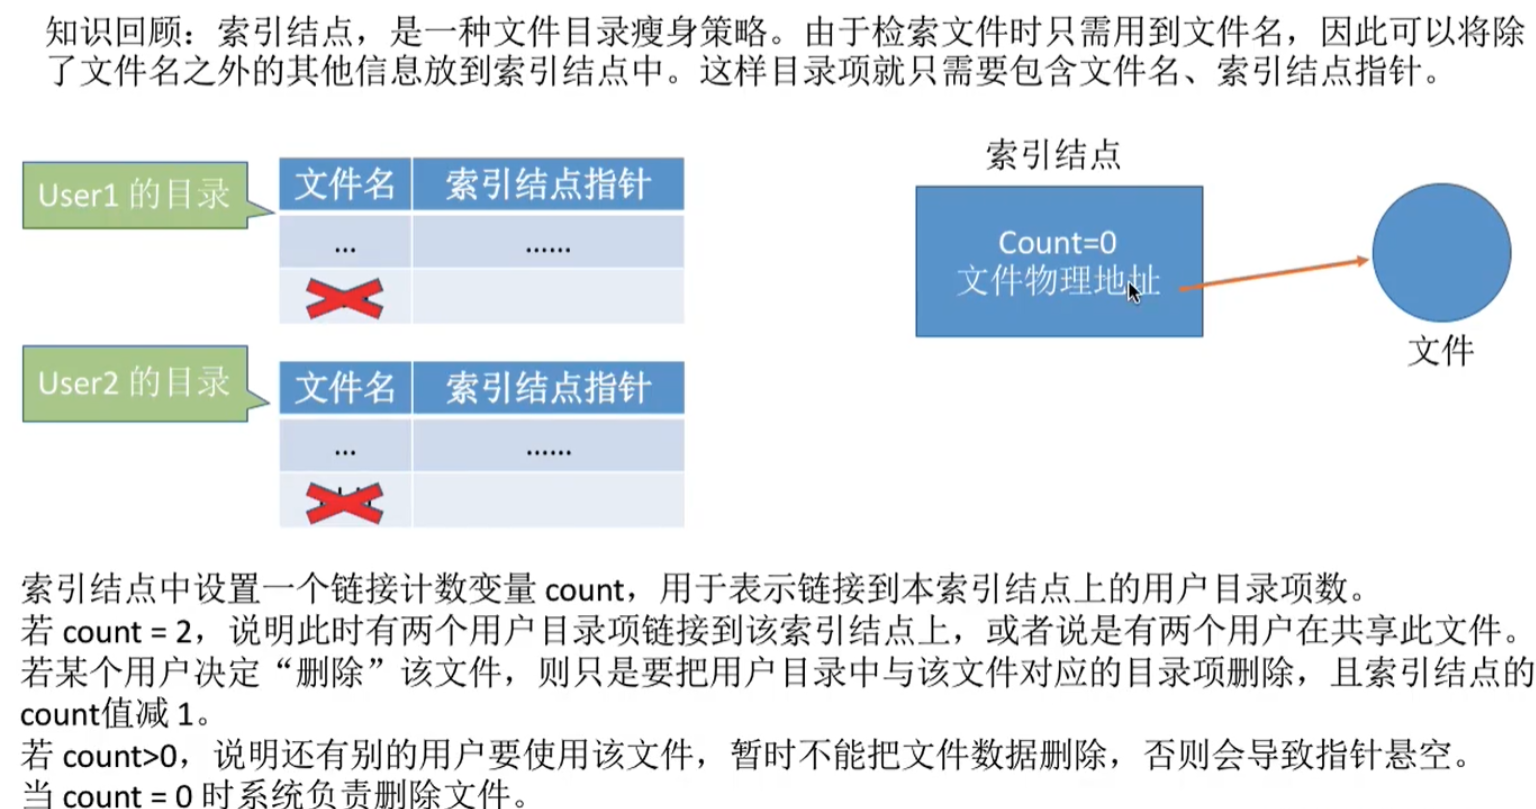 知识回顾：索引结点，是一种文件目录瘦身策略。由于检索文件时只需用到文件名，因此可以将除
了文件名之外的其他信息放到索引结点中。这样目录项就只需要包含文件名、索引结点指针。
索引结点
User1 的目录
文件名 索引结点指针
... ......
Count=0
文件物理地址
文件
User2 的目录
文件名 索引结点指针
... ......
索引结点中设置一个链接计数变量 count，用于表示链接到本索引结点上的用户目录项数。
若 count = 2，说明此时有两个用户目录项链接到该索引结点上，或者说是有两个用户在共享此文件。
若某个用户决定“删除”该文件，则只是要把用户目录中与该文件对应的目录项删除，且索引结点的
count值减 1。
若 count>0，说明还有别的用户要使用该文件，暂时不能把文件数据删除，否则会导致指针悬空。
当 count = 0 时系统负责删除文件。